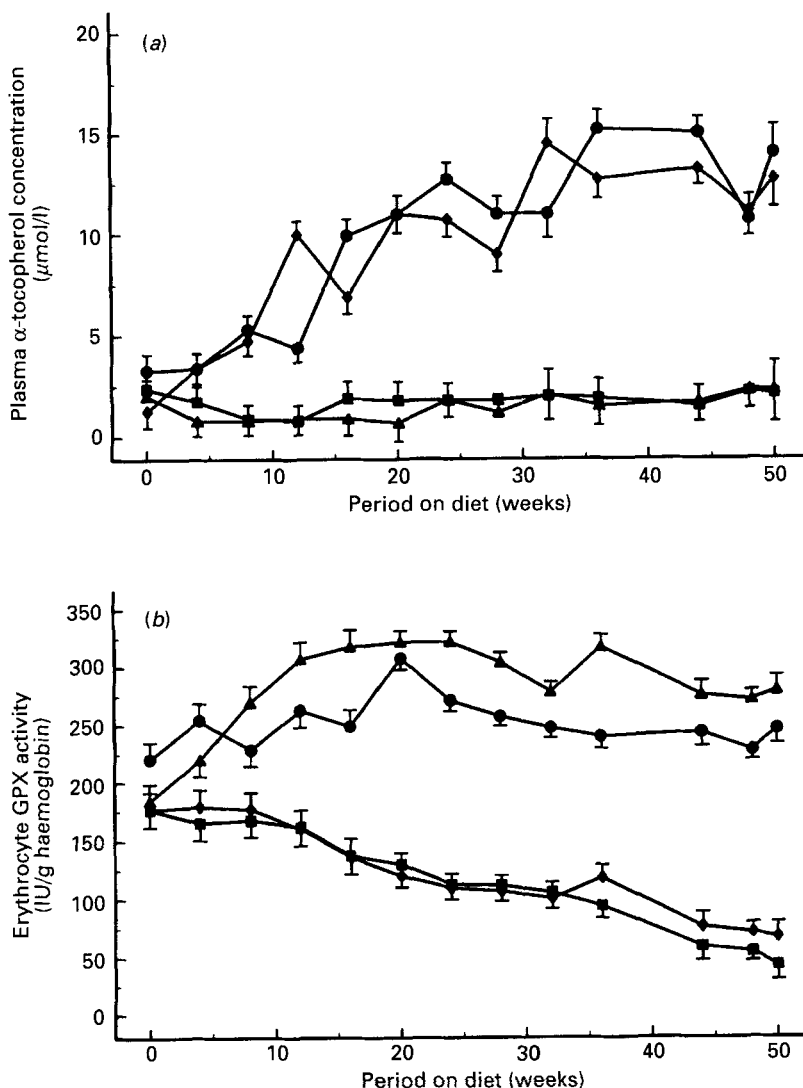 (a)
Plasma α-tocopherol concentration
(μmol/l)
20
15
10
5
0
0 10 20 30 40 50
Period on diet (weeks)
(b)
Erythrocyte GPX activity
(IU/g haemoglobin)
350
300
250
200
150
100
50
0
0 10 20 30 40 50
Period on diet (weeks)